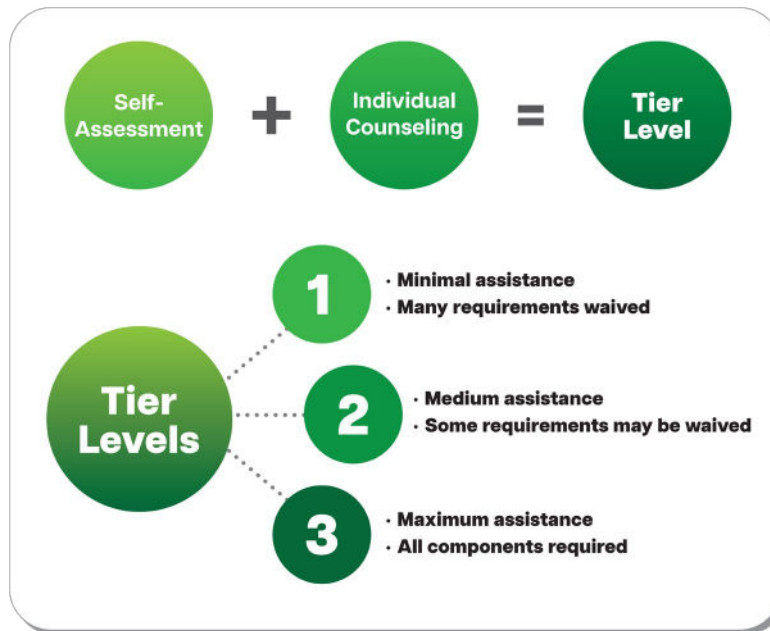 Self-
Assessment
+
Individual
Counseling
=
Tier
Level
Tier
Levels
1
· Minimal assistance
· Many requirements waived
2
· Medium assistance
· Some requirements may be waived
3
· Maximum assistance
· All components required